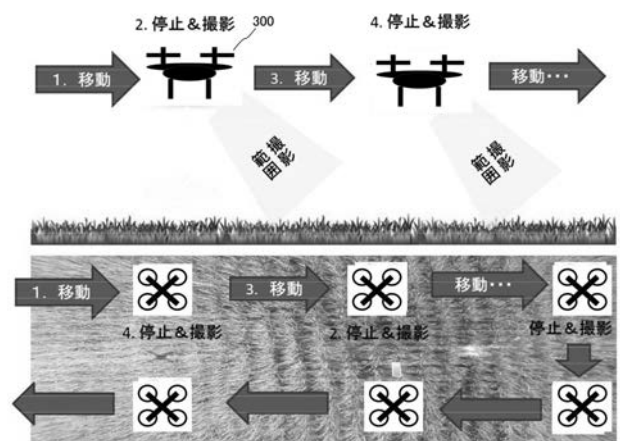 2. 停止&撮影
300
4. 停止&撮影
1. 移動
3. 移動
移動・・・
撮影
範囲
撮影
範囲
1. 移動
3. 移動
移動・・・
4. 停止&撮影
2. 停止&撮影
停止&撮影